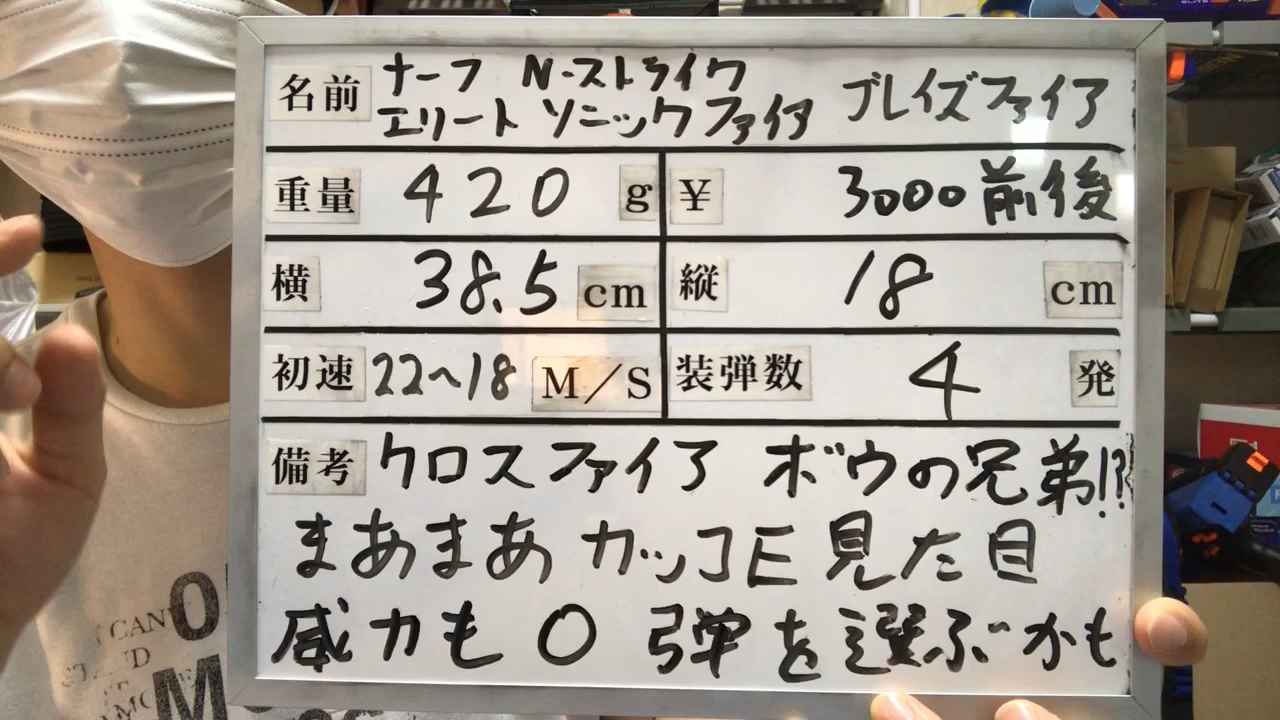 ELITE
名前 ナーフ N-ストライク
エリート ソニックファイア ブレイズファイア
重量 420 g ¥ 3000前後
横 38.5 cm 縦 18 cm
初速 22~18 M/S 装弾数 4 発
備考 クロスファイア ボウの兄弟!?
まあまあ カッコE 見た目
威力も〇 弾を選ぶかも
CAN